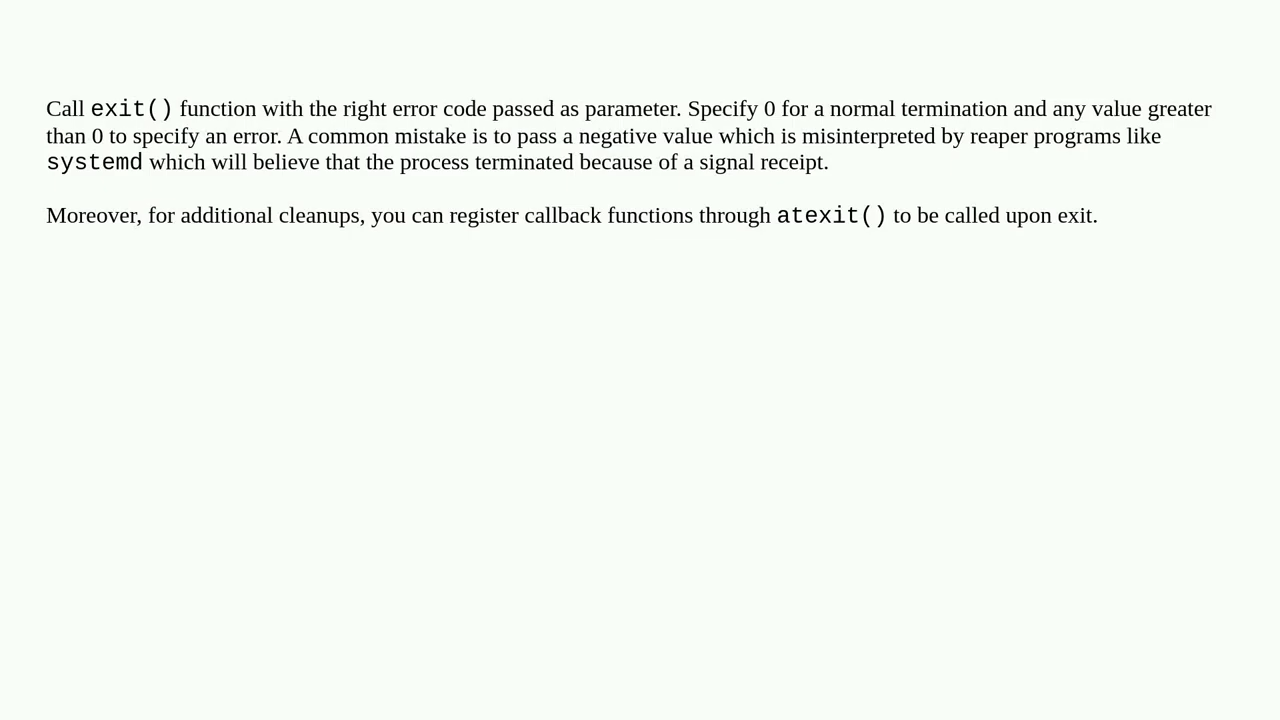 Call exit() function with the right error code passed as parameter. Specify 0 for a normal termination and any value greater
than 0 to specify an error. A common mistake is to pass a negative value which is misinterpreted by reaper programs like
systemd which will believe that the process terminated because of a signal receipt.
Moreover, for additional cleanups, you can register callback functions through atexit() to be called upon exit.